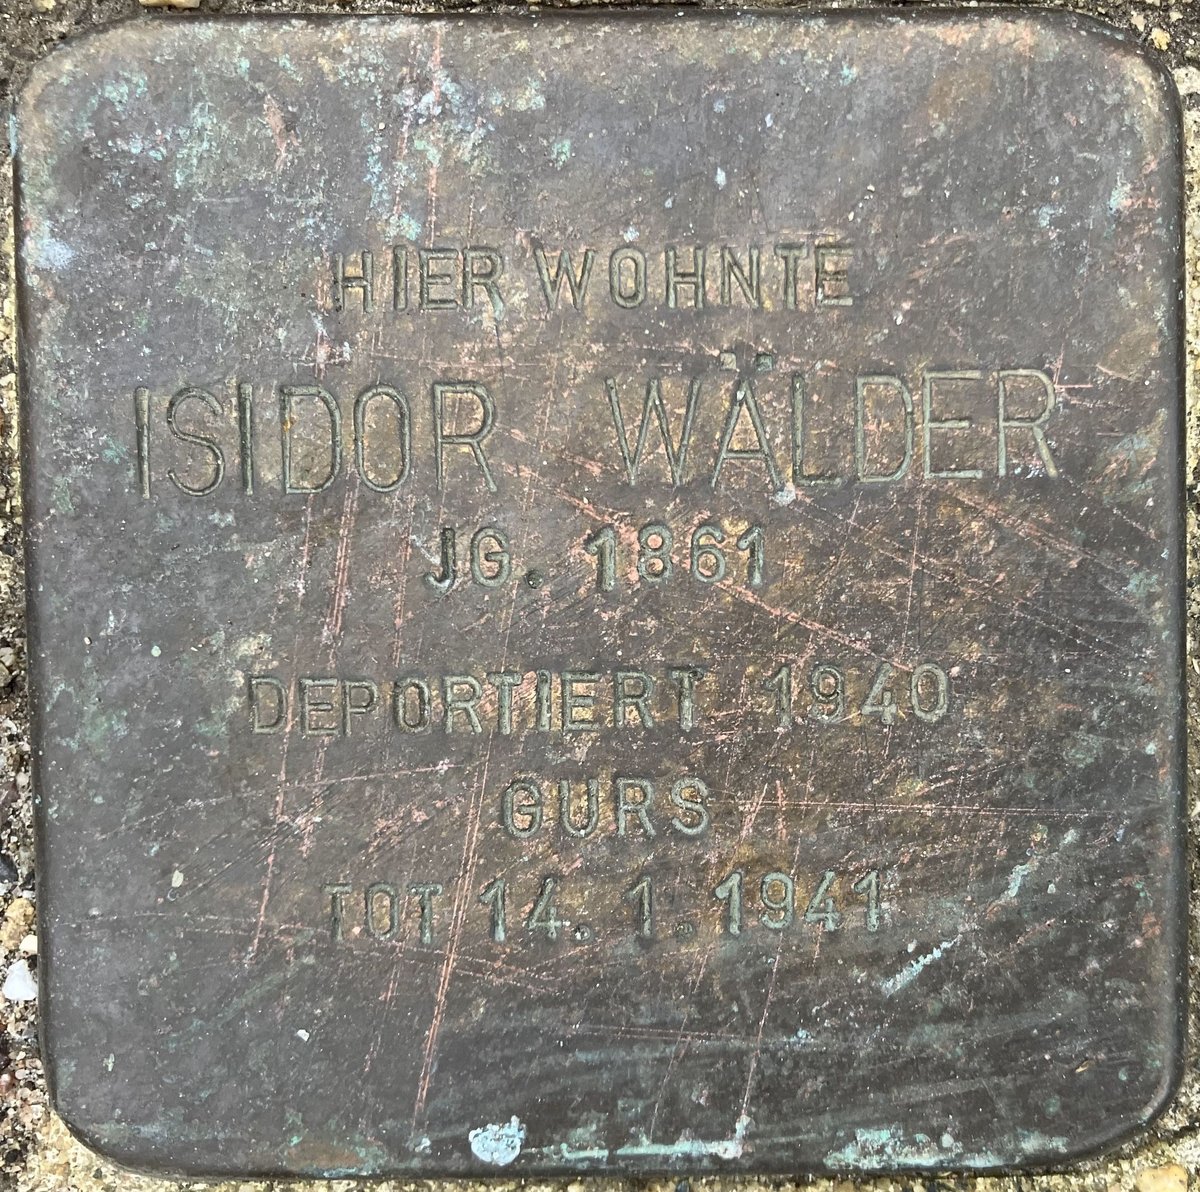 HIER WOHNTE
ISIDOR WÄLDER
JG. 1861
DEPORTIERT 1940
GURS
TOT 14.1.1941